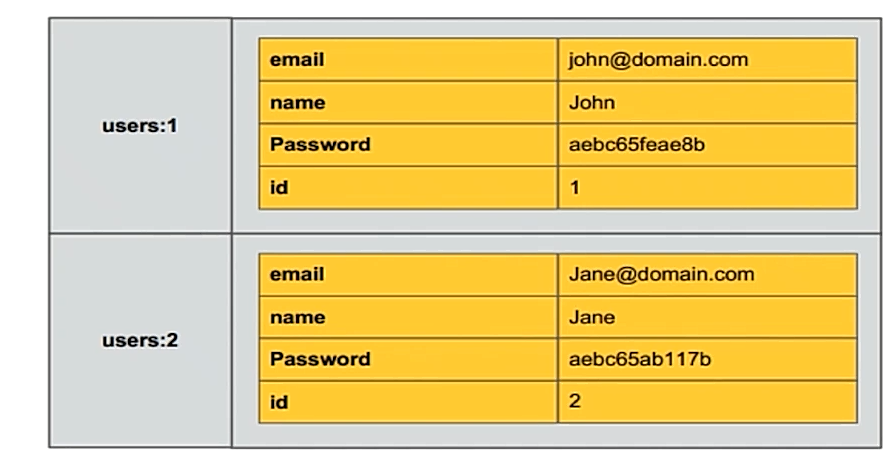 users:1
email john@domain.com
name John
Password aebc65feae8b
id 1
users:2
email Jane@domain.com
name Jane
Password aebc65ab117b
id 2